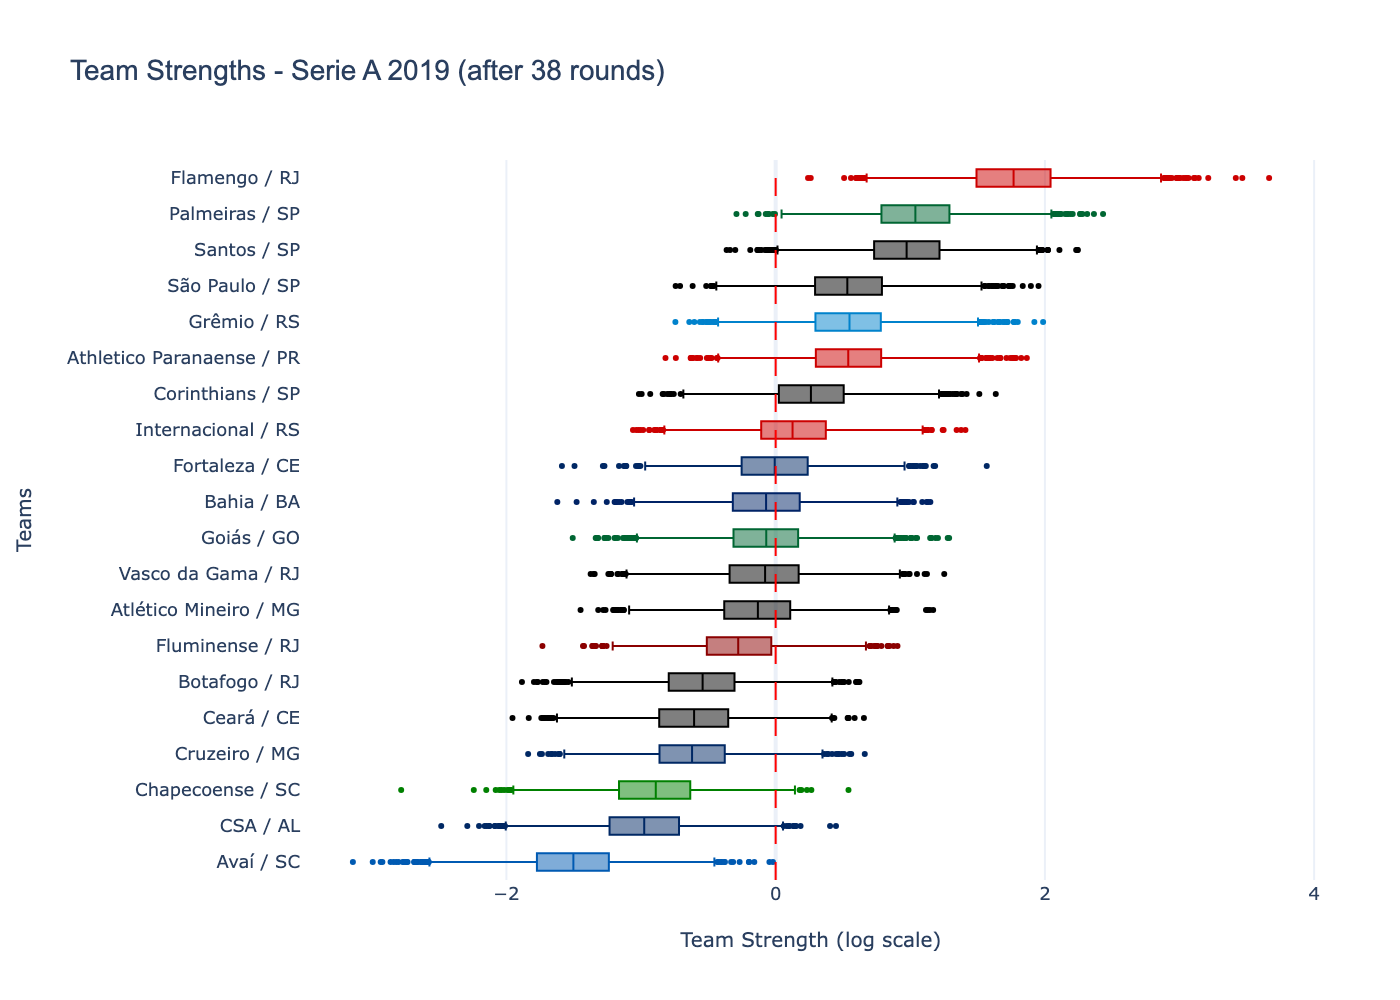 Team Strengths - Serie A 2019 (after 38 rounds)
Flamengo / RJ
Palmeiras / SP
Santos / SP
São Paulo / SP
Grêmio / RS
Athletico Paranaense / PR
Corinthians / SP
Internacional / RS
Fortaleza / CE
Bahia / BA
Goiás / GO
Vasco da Gama / RJ
Atlético Mineiro / MG
Fluminense / RJ
Botafogo / RJ
Ceará / CE
Cruzeiro / MG
Chapecoense / SC
CSA / AL
Avaí / SC
Teams
−2
0
2
4
Team Strength (log scale)